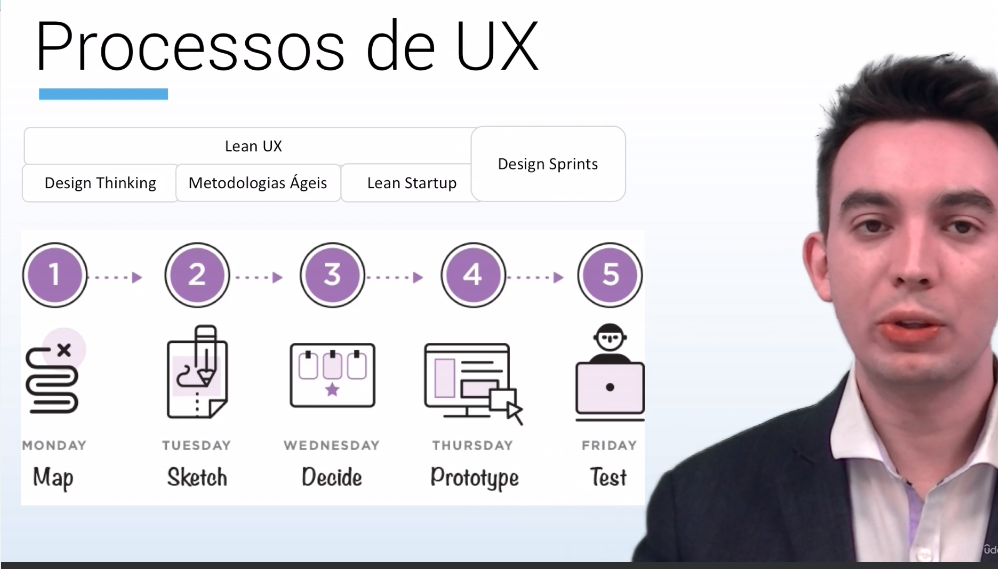 Processos de UX
Lean UX
Design Sprints
Design Thinking
Metodologias Ágeis
Lean Startup
1 2 3 4 5
MONDAY TUESDAY WEDNESDAY THURSDAY FRIDAY
Map Sketch Decide Prototype Test